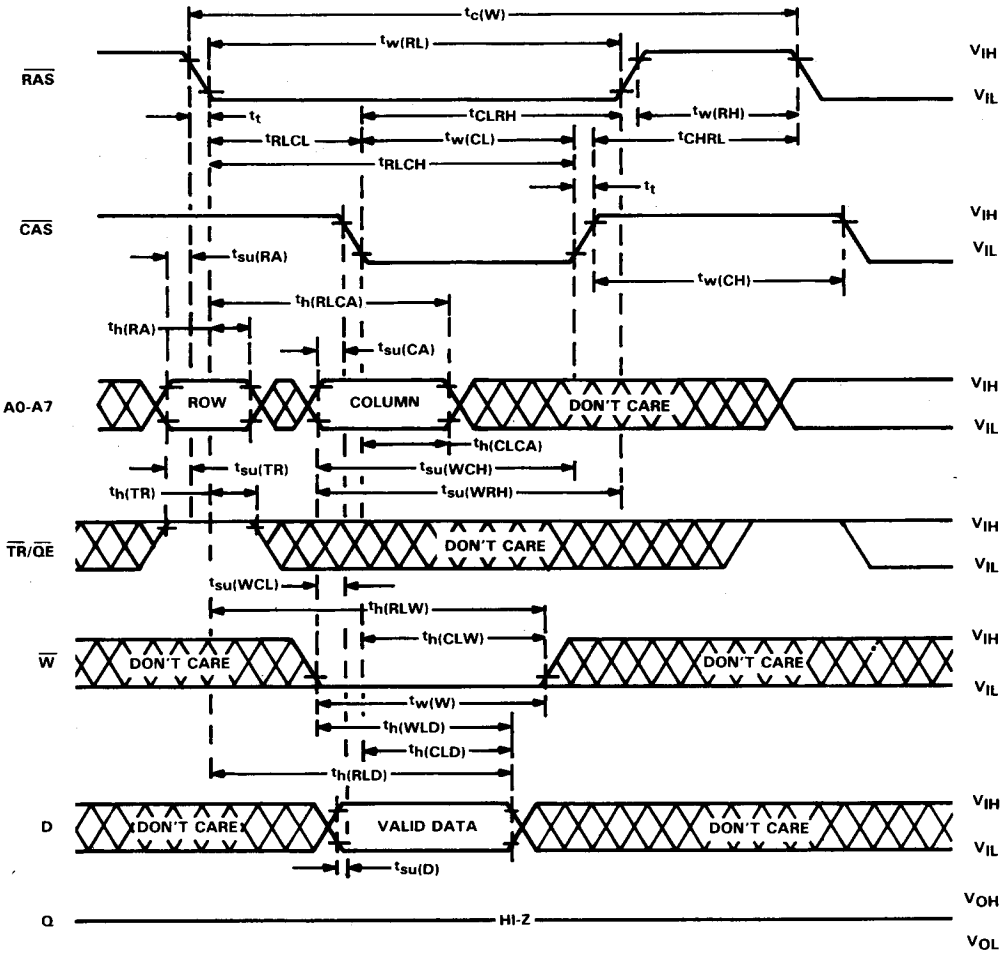 tc(W)
tw(RL)
RAS
VIH
VIL
tt
tCLRH
tw(RH)
tRLCL
tw(CL)
tCHRL
tRLCH
tt
CAS
VIH
VIL
tsu(RA)
tw(CH)
th(RLCA)
th(RA)
tsu(CA)
A0-A7
ROW
COLUMN
DON'T CARE
VIH
VIL
th(CLCA)
tsu(TR)
tsu(WCH)
th(TR)
tsu(WRH)
TR/QE
DON'T CARE
VIH
VIL
tsu(WCL)
th(RLW)
th(CLW)
W
DON'T CARE
DON'T CARE
VIH
VIL
tw(W)
th(WLD)
th(CLD)
th(RLD)
D
DON'T CARE
VALID DATA
DON'T CARE
VIH
VIL
tsu(D)
Q
HI-Z
VOH
VOL